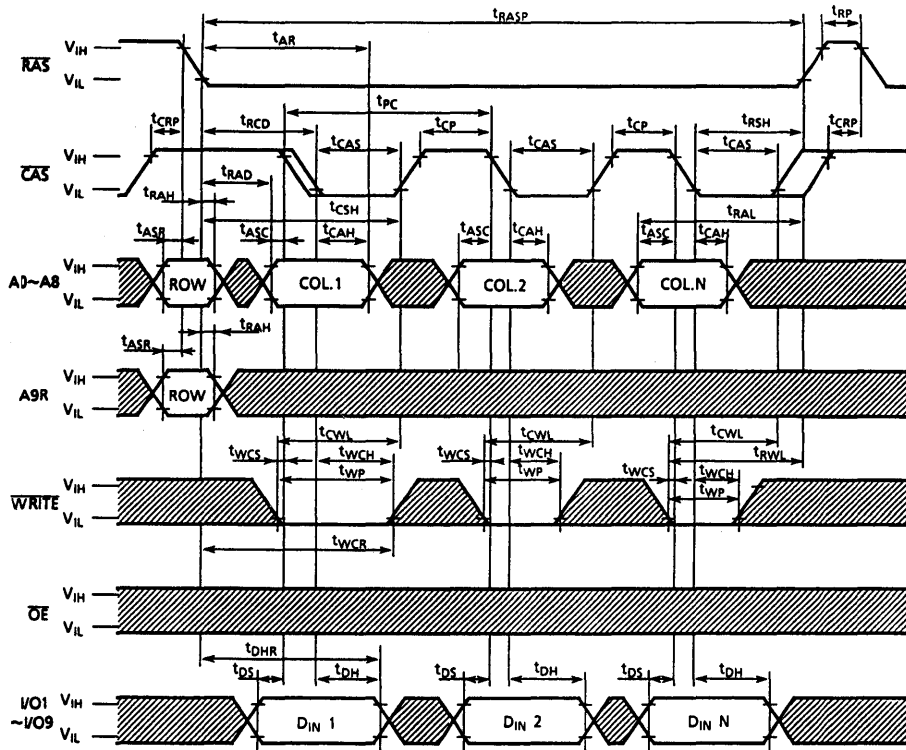 tRASP tRP
tAR
RAS VIH
VIL
tPC
tCRP tRCD tCP tCP tRSH tCRP
tCAS tCAS tCAS
CAS VIH
VIL
tRAD
tRAH tCSH tRAL
tASR tASC tCAH tASC tCAH tASC tCAH
A0~A8 VIH
VIL
ROW COL.1 COL.2 COL.N
tRAH
tASR
A9R VIH
VIL
ROW
tCWL tCWL tCWL
tWCS tWCH tWCS tWCH tWCS tRWL
tWP tWP tWCH
tWP
WRITE VIH
VIL
tWCR
OE VIH
VIL
tDHR
tDS tDH tDS tDH tDS tDH
I/O1 VIH
~I/O9 VIL
DIN 1 DIN 2 DIN N